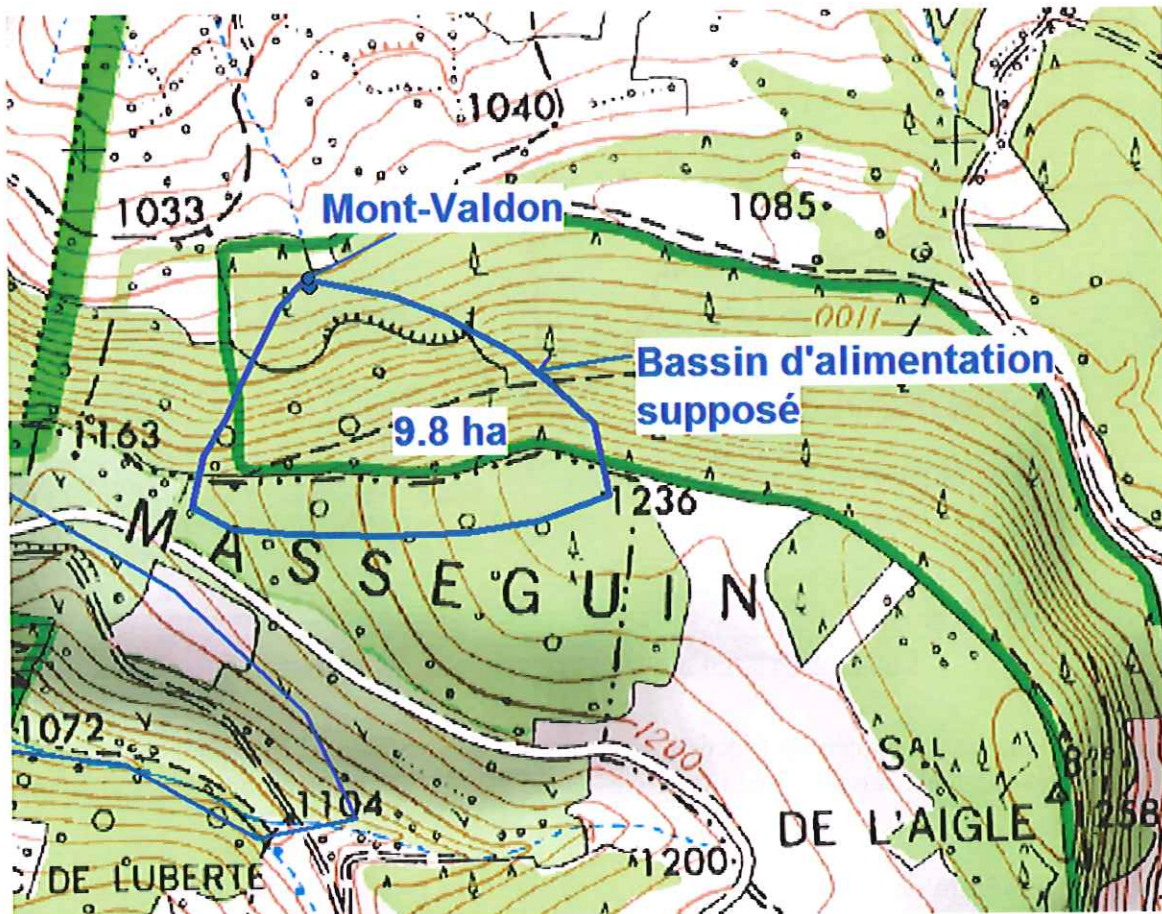 1040
1033
Mont-Valdon
1085
1100
Bassin d'alimentation
supposé
9.8 ha
1163
1236
MASSEGUIN
1200
1072
SAL
1104
DE L'AIGLE
1258
1200
DE LUBERTE